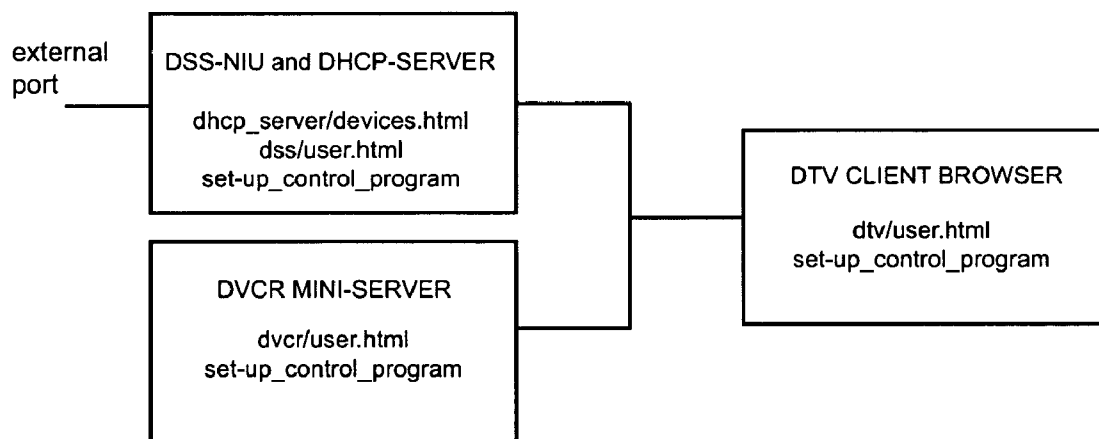 external
port
DSS-NIU and DHCP-SERVER
dhcp_server/devices.html
dss/user.html
set-up_control_program
DVCR MINI-SERVER
dvcr/user.html
set-up_control_program
DTV CLIENT BROWSER
dtv/user.html
set-up_control_program